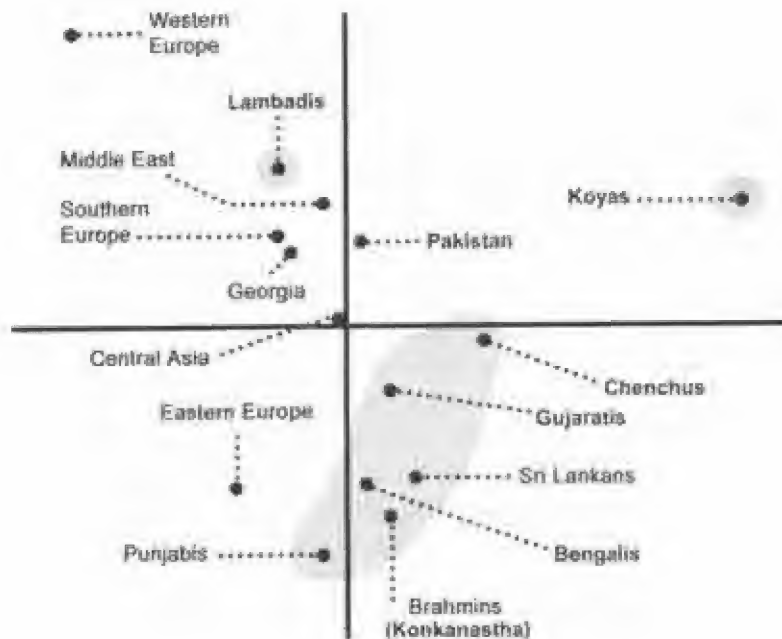 Western
Europe
Lambadis
Middle East
Koyas
Southern
Europe
Pakistan
Georgia
Central Asia
Chenchus
Eastern Europe
Gujaratis
Sn Lankans
Punjabis
Bengalis
Brahmins
(Konkanastha)